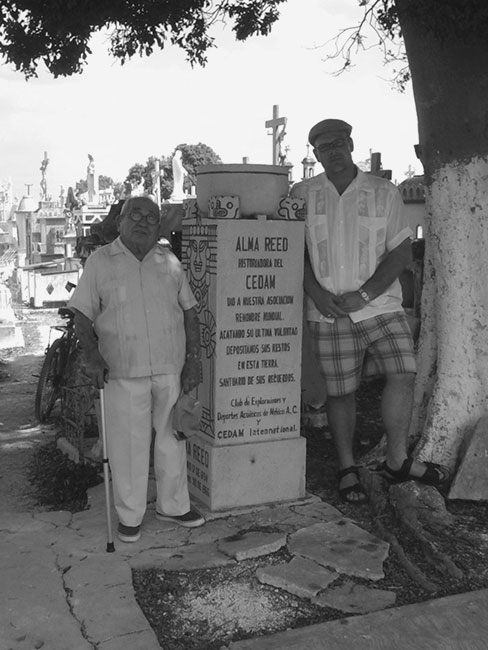 ALMA REED
HISTORIADORA DEL
CEDAM
DIO A NUESTRA ASOCIACION
RENOMBRE MUNDIAL.
ACATANDO SU ULTIMA VOLUNTAD
DEPOSITAMOS SUS RESTOS
EN ESTA TIERRA,
SANTUARIO DE SUS RECUERDOS.
Club de Exploraciones y
Deportes Acuáticos de México A.C.
Y
CEDAM International.
REED